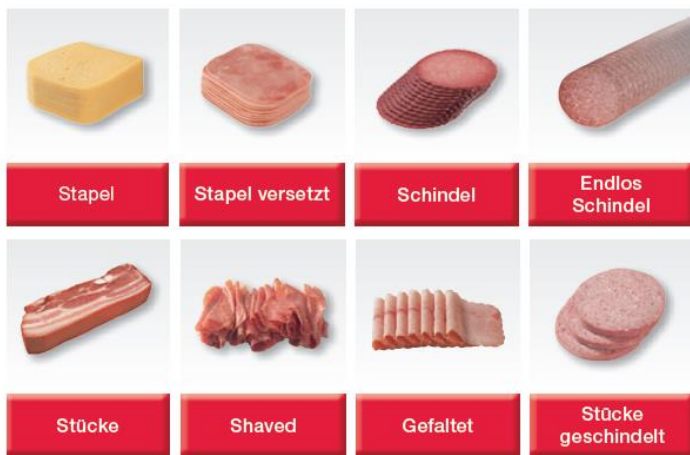 Stapel
Stapel versetzt
Schindel
Endlos
Schindel
Stücke
Shaved
Gefaltet
Stücke
geschindelt